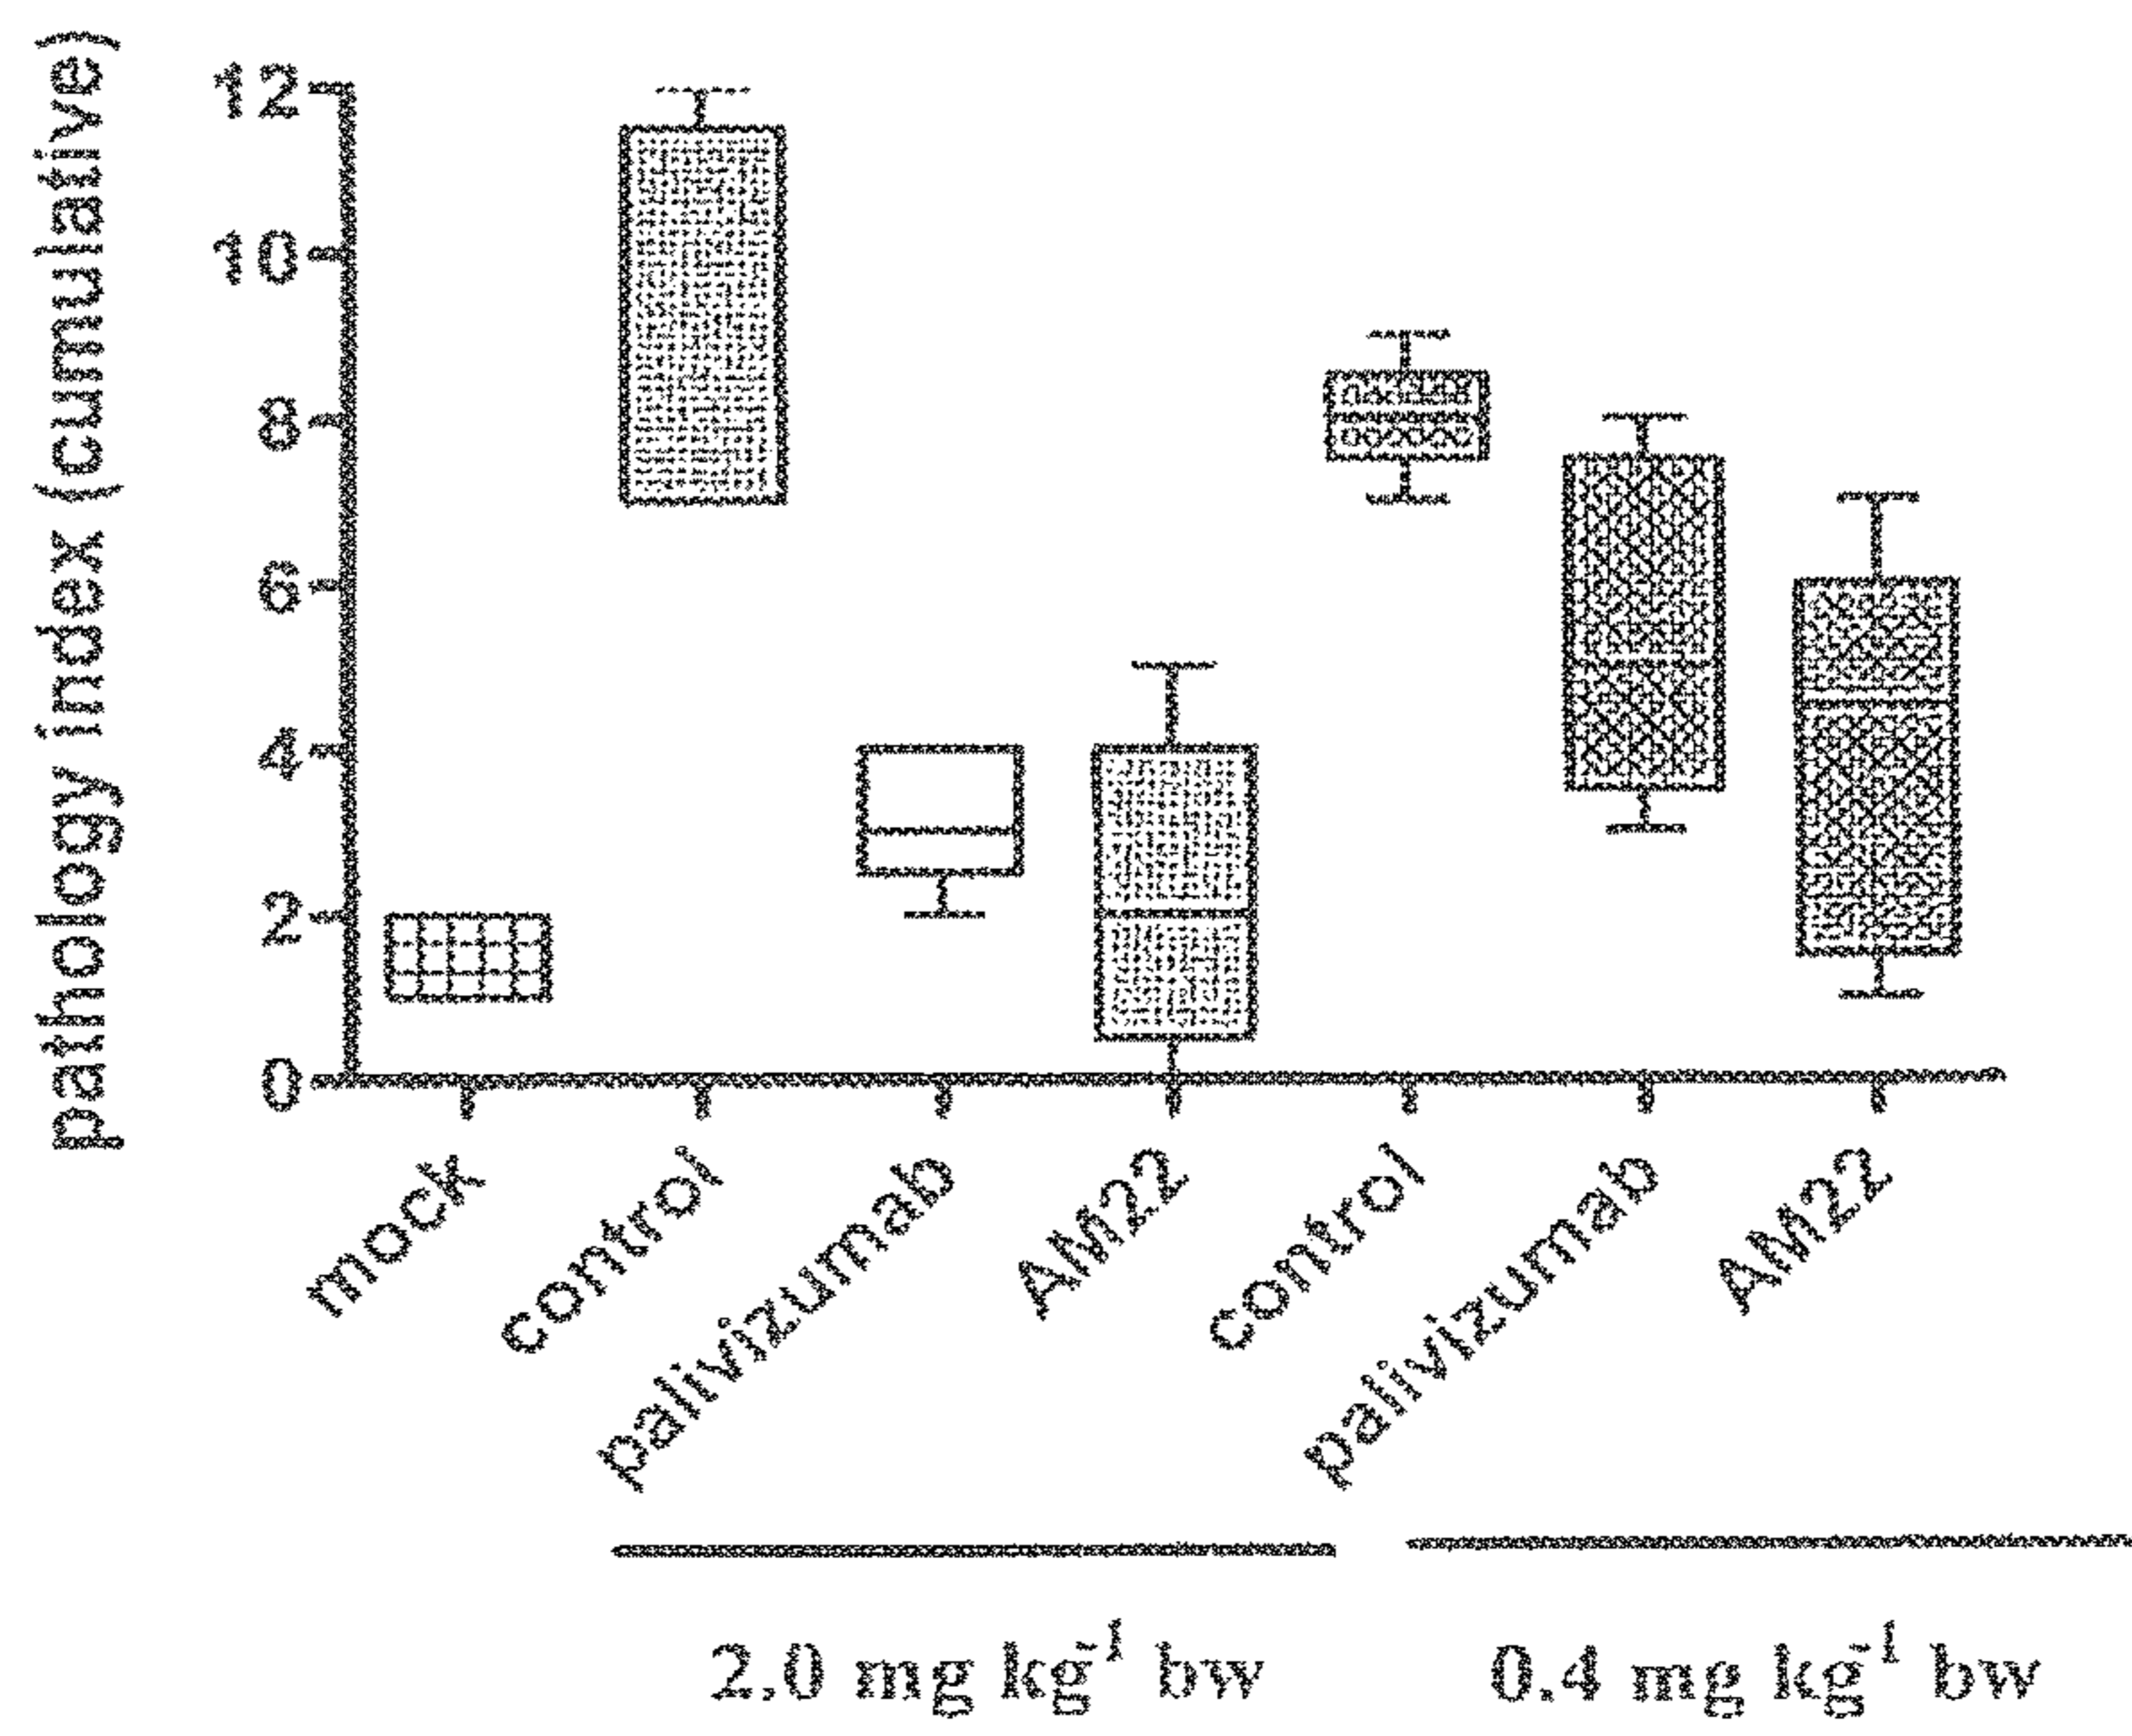 pathology index (cumulative)
12
10
8
6
4
2
0
mock
control
palivizumab
AM22
control
palivizumab
AM22
2.0 mg kg-1 bw
0.4 mg kg-1 bw